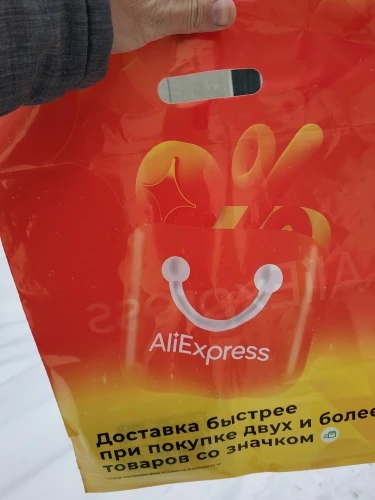 %
AliExpress
Доставка быстрее
при покупке двух и более
товаров со значком